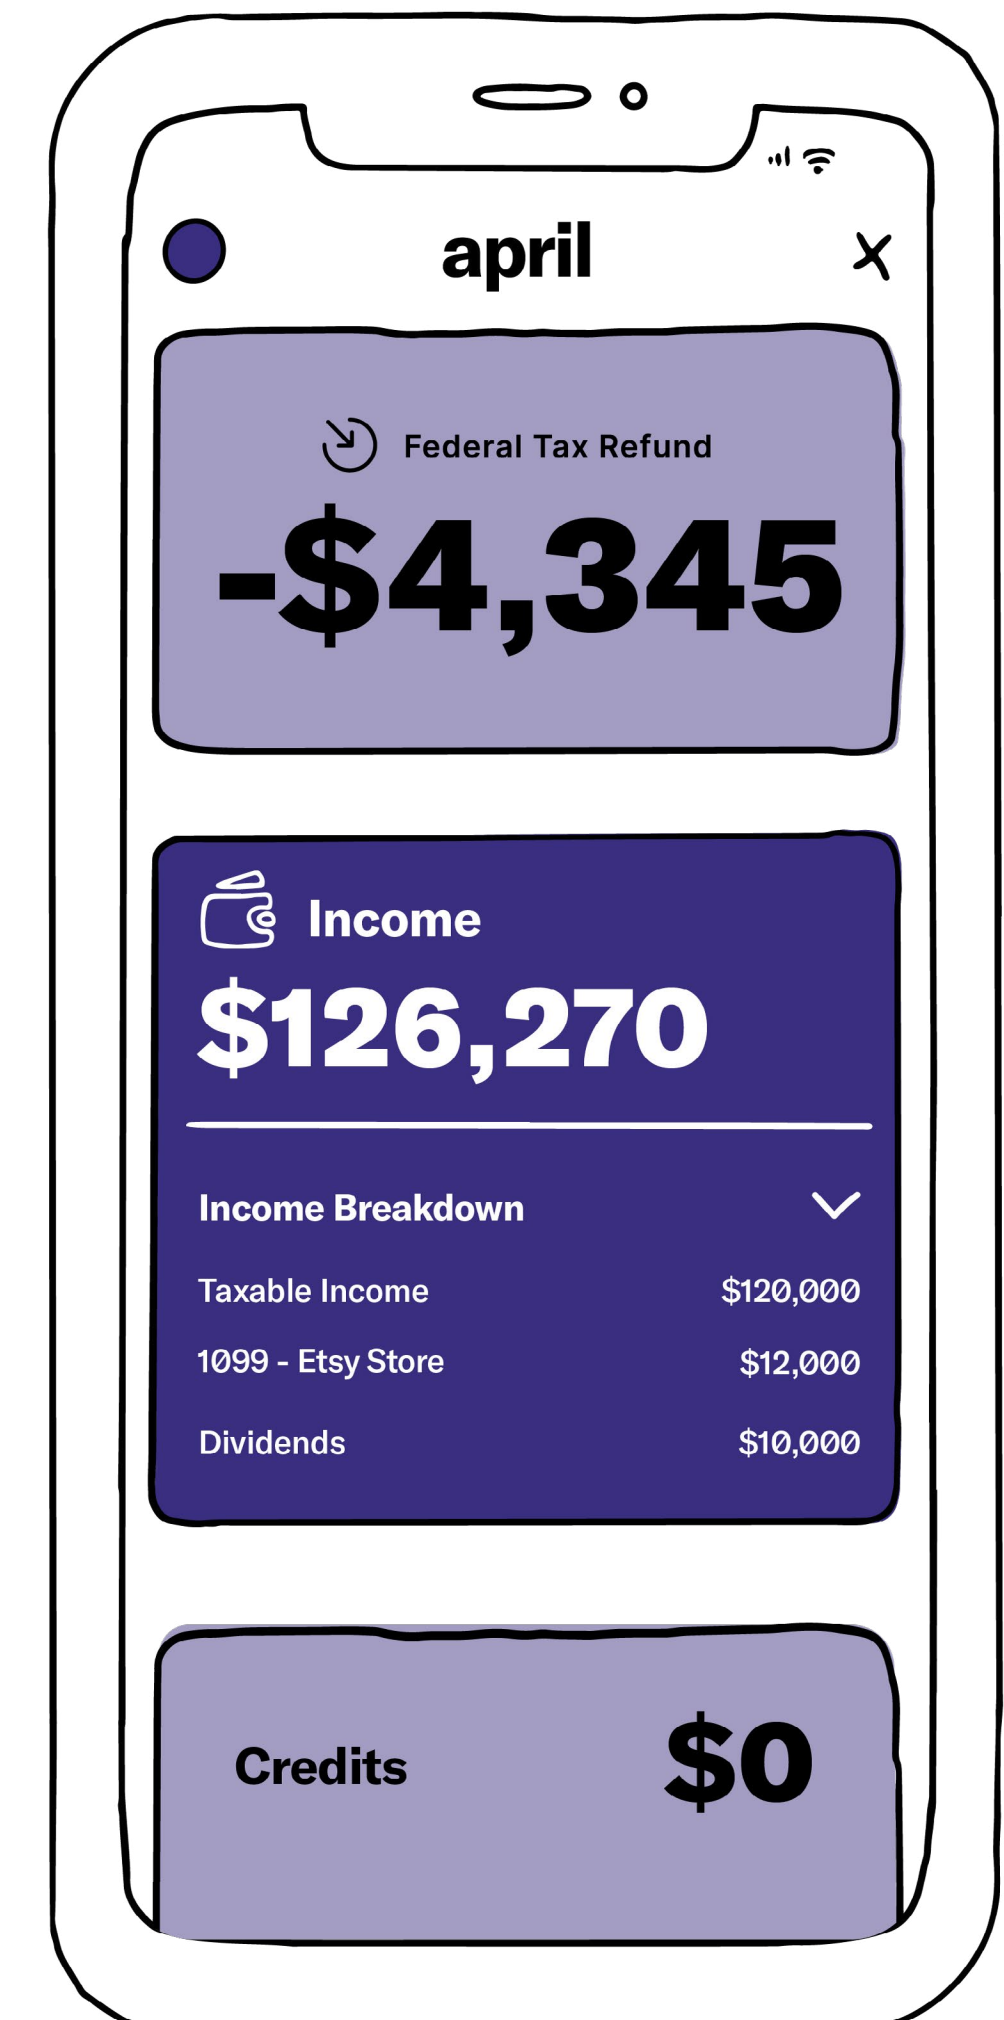 april
Federal Tax Refund
-$4,345
Income
$126,270
Income Breakdown
Taxable Income $120,000
1099 - Etsy Store $12,000
Dividends $10,000
Credits $0